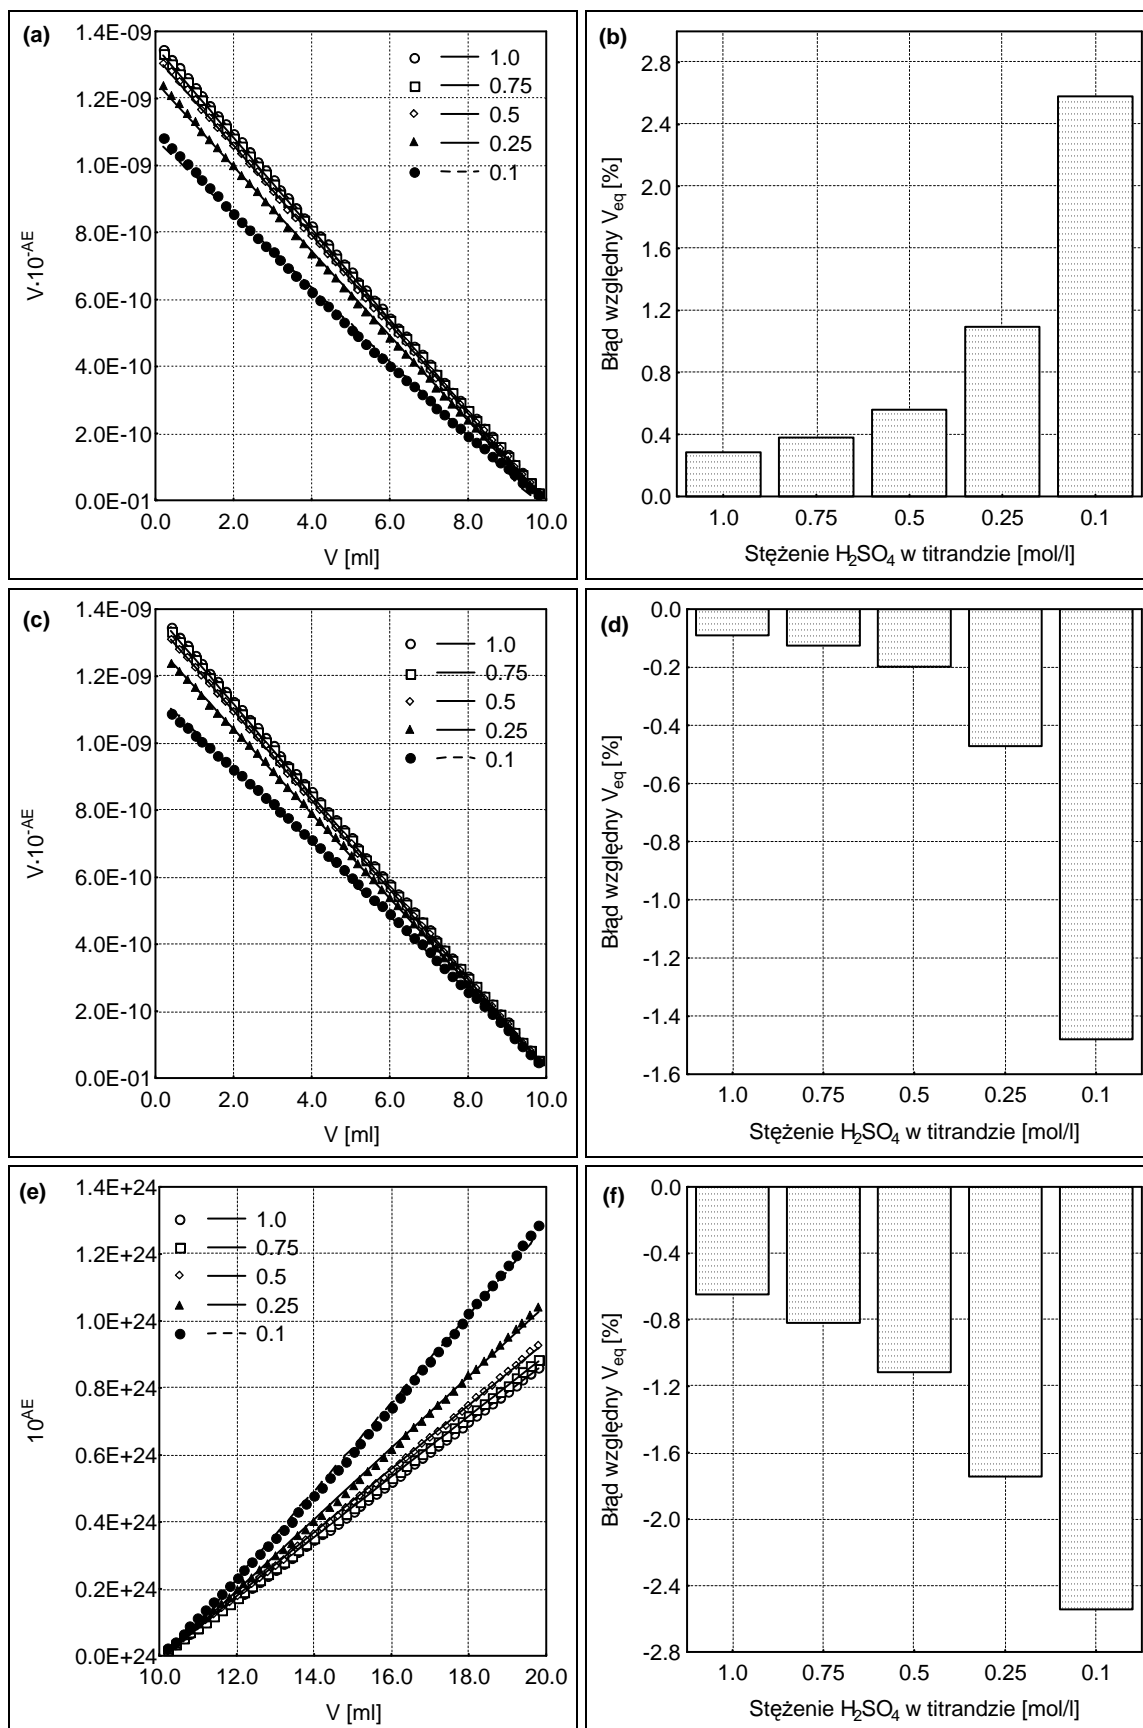 (a)
1.4E-09
1.2E-09
1.0E-09
8.0E-10
6.0E-10
4.0E-10
2.0E-10
0.0E-01
0.0 2.0 4.0 6.0 8.0 10.0
V·10^-AE
V [ml]
1.0
0.75
0.5
0.25
0.1
(b)
2.8
2.4
2.0
1.6
1.2
0.8
0.4
0.0
1.0 0.75 0.5 0.25 0.1
Błąd względny V_eq [%]
Stężenie H₂SO₄ w titrandzie [mol/l]
(c)
1.4E-09
1.2E-09
1.0E-09
8.0E-10
6.0E-10
4.0E-10
2.0E-10
0.0E-01
0.0 2.0 4.0 6.0 8.0 10.0
V·10^-AE
V [ml]
1.0
0.75
0.5
0.25
0.1
(d)
0.0
-0.2
-0.4
-0.6
-0.8
-1.0
-1.2
-1.4
-1.6
1.0 0.75 0.5 0.25 0.1
Błąd względny V_eq [%]
Stężenie H₂SO₄ w titrandzie [mol/l]
(e)
1.4E+24
1.2E+24
1.0E+24
0.8E+24
0.6E+24
0.4E+24
0.2E+24
0.0E+24
10.0 12.0 14.0 16.0 18.0 20.0
10^AE
V [ml]
1.0
0.75
0.5
0.25
0.1
(f)
0.0
-0.4
-0.8
-1.2
-1.6
-2.0
-2.4
-2.8
1.0 0.75 0.5 0.25 0.1
Błąd względny V_eq [%]
Stężenie H₂SO₄ w titrandzie [mol/l]